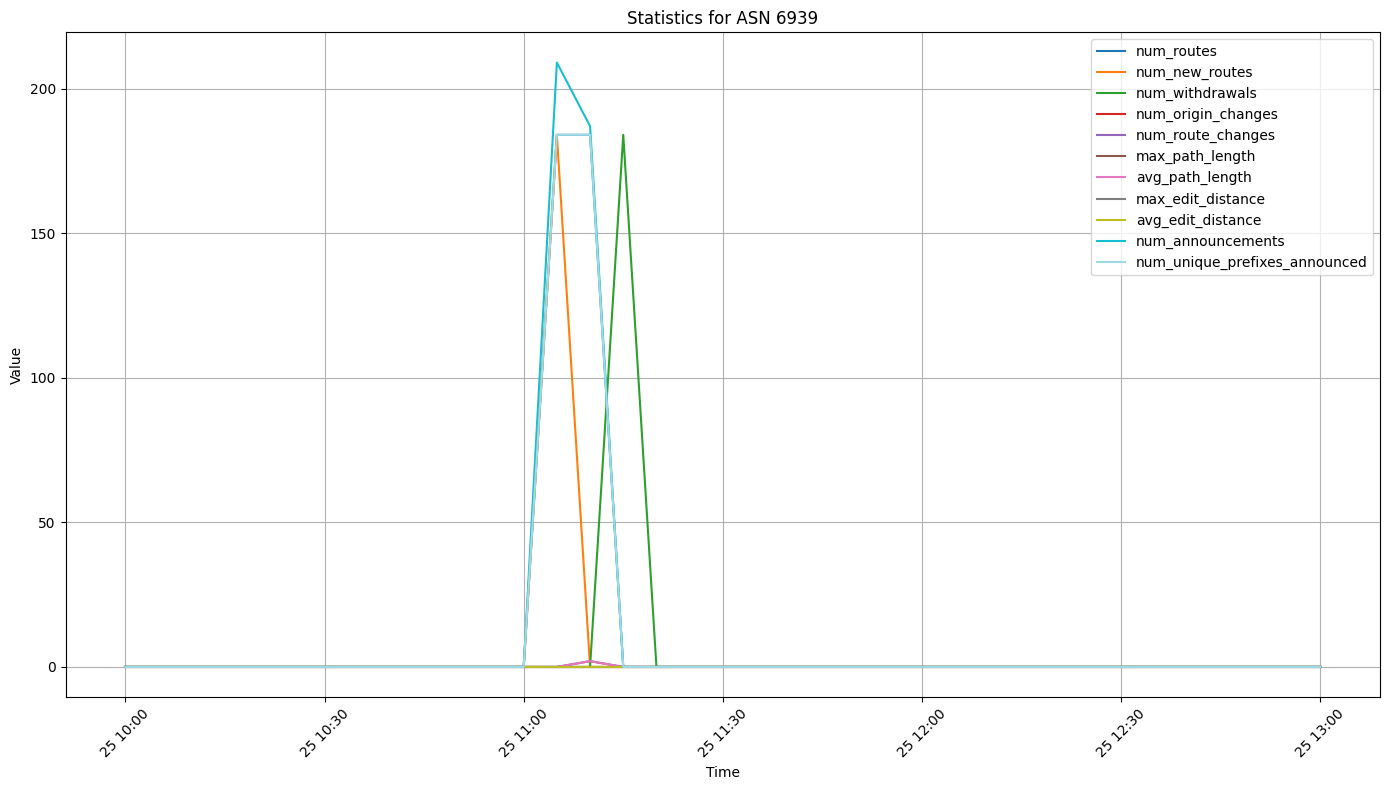 Statistics for ASN 6939
num_routes
num_new_routes
num_withdrawals
num_origin_changes
num_route_changes
max_path_length
avg_path_length
max_edit_distance
avg_edit_distance
num_announcements
num_unique_prefixes_announced
Value
200
150
100
50
0
25 10:00
25 10:30
25 11:00
25 11:30
25 12:00
25 12:30
25 13:00
Time